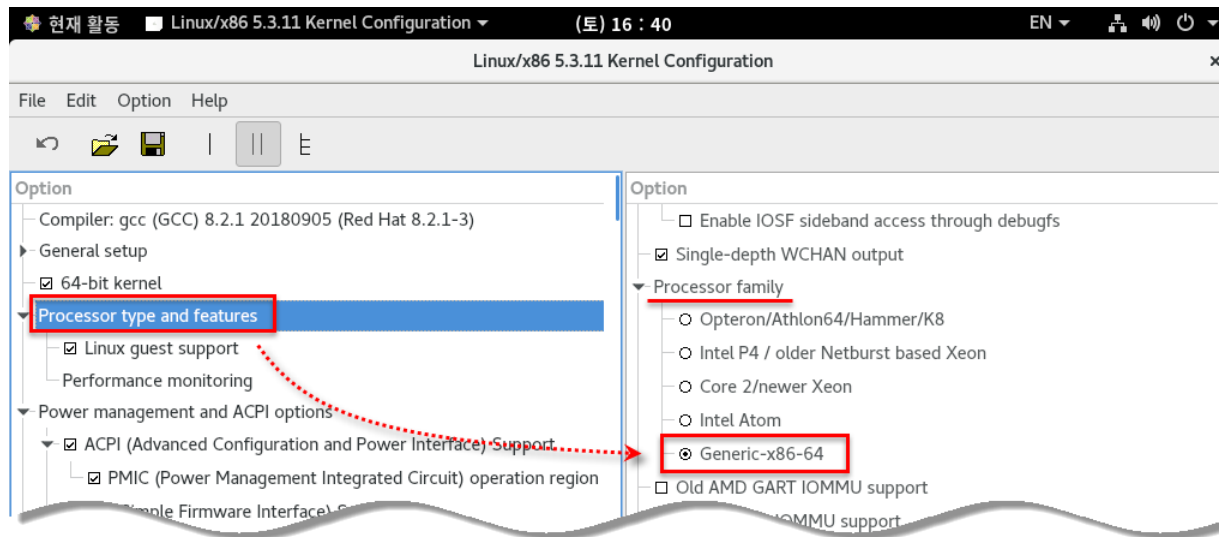 현재 활동 Linux/x86 5.3.11 Kernel Configuration (토) 16 : 40 EN
Linux/x86 5.3.11 Kernel Configuration
File Edit Option Help
Option
Compiler: gcc (GCC) 8.2.1 20180905 (Red Hat 8.2.1-3)
General setup
64-bit kernel
Processor type and features
Linux guest support
Performance monitoring
Power management and ACPI options
ACPI (Advanced Configuration and Power Interface) Support
PMIC (Power Management Integrated Circuit) operation region
Firmware Interface)
Option
Enable IOSF sideband access through debugfs
Single-depth WCHAN output
Processor family
Opteron/Athlon64/Hammer/K8
Intel P4 / older Netburst based Xeon
Core 2/newer Xeon
Intel Atom
Generic-x86-64
Old AMD GART IOMMU support
support